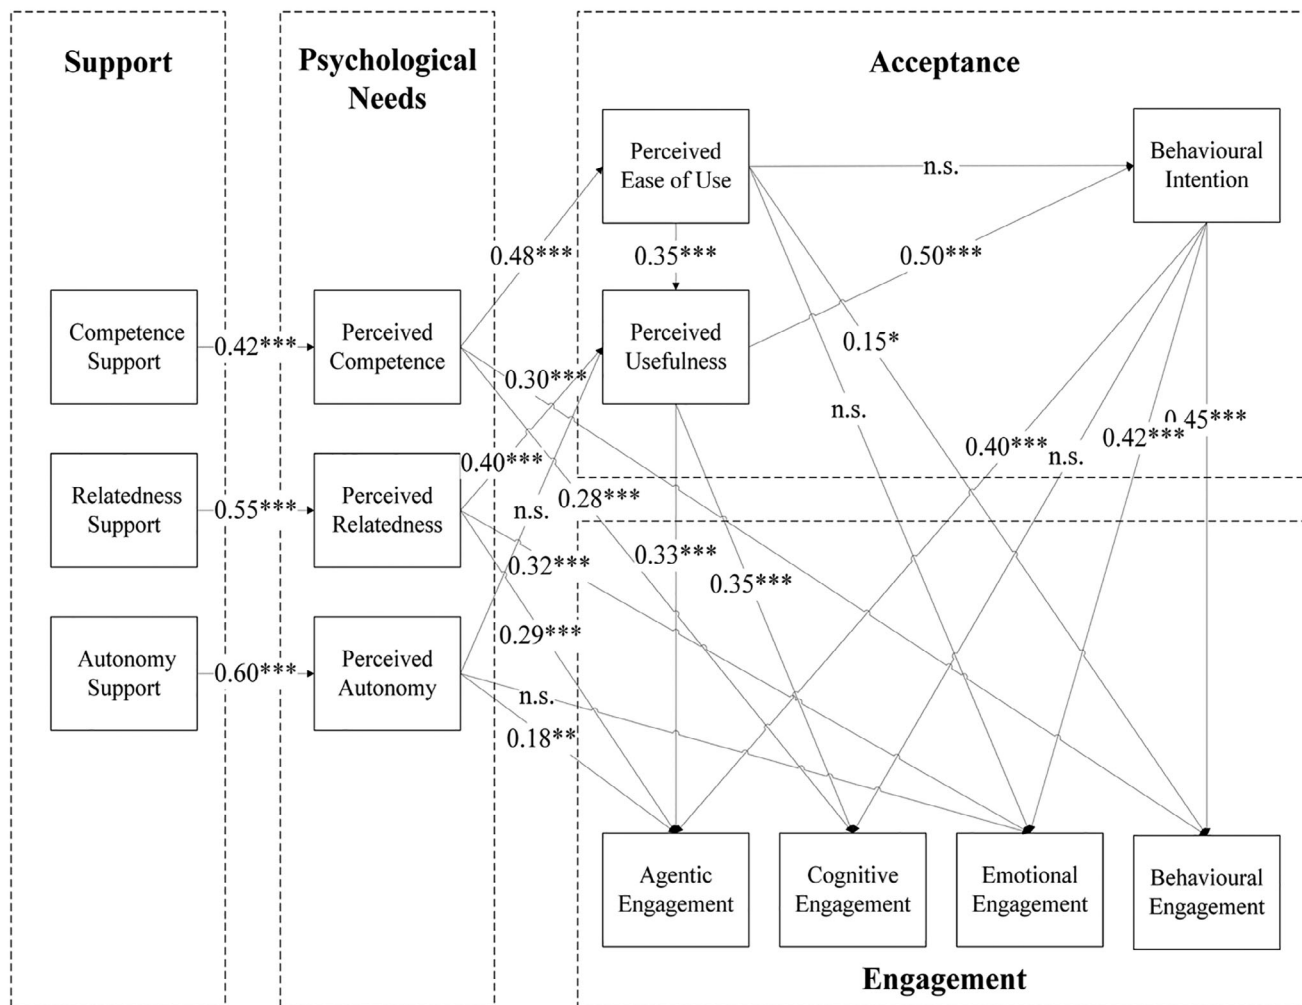 Support
Psychological
Needs
Acceptance
Perceived
Ease of Use
Behavioural
Intention
n.s.
0.48***
0.35***
0.50***
Competence
Support
0.42***
Perceived
Competence
Perceived
Usefulness
0.15*
0.30***
n.s.
0.40***
n.s.
0.42***
0.45***
Relatedness
Support
0.55***
Perceived
Relatedness
0.40***
0.28***
n.s.
0.32***
0.33***
0.35***
0.29***
Autonomy
Support
0.60***
Perceived
Autonomy
n.s.
0.18**
Agentic
Engagement
Cognitive
Engagement
Emotional
Engagement
Behavioural
Engagement
Engagement